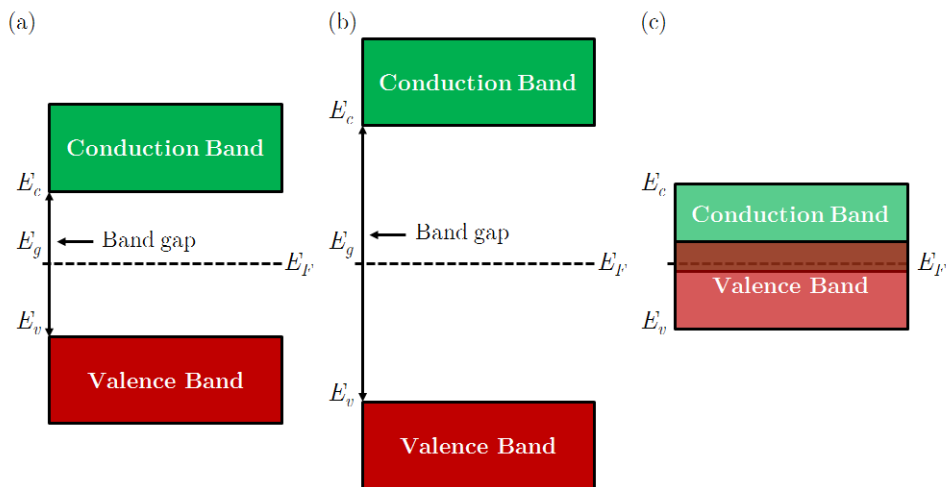 (a)
Conduction Band
E_c
E_g
Band gap
E_F
E_v
Valence Band
(b)
Conduction Band
E_c
E_g
Band gap
E_F
E_v
Valence Band
(c)
E_c
Conduction Band
E_F
Valence Band
E_v